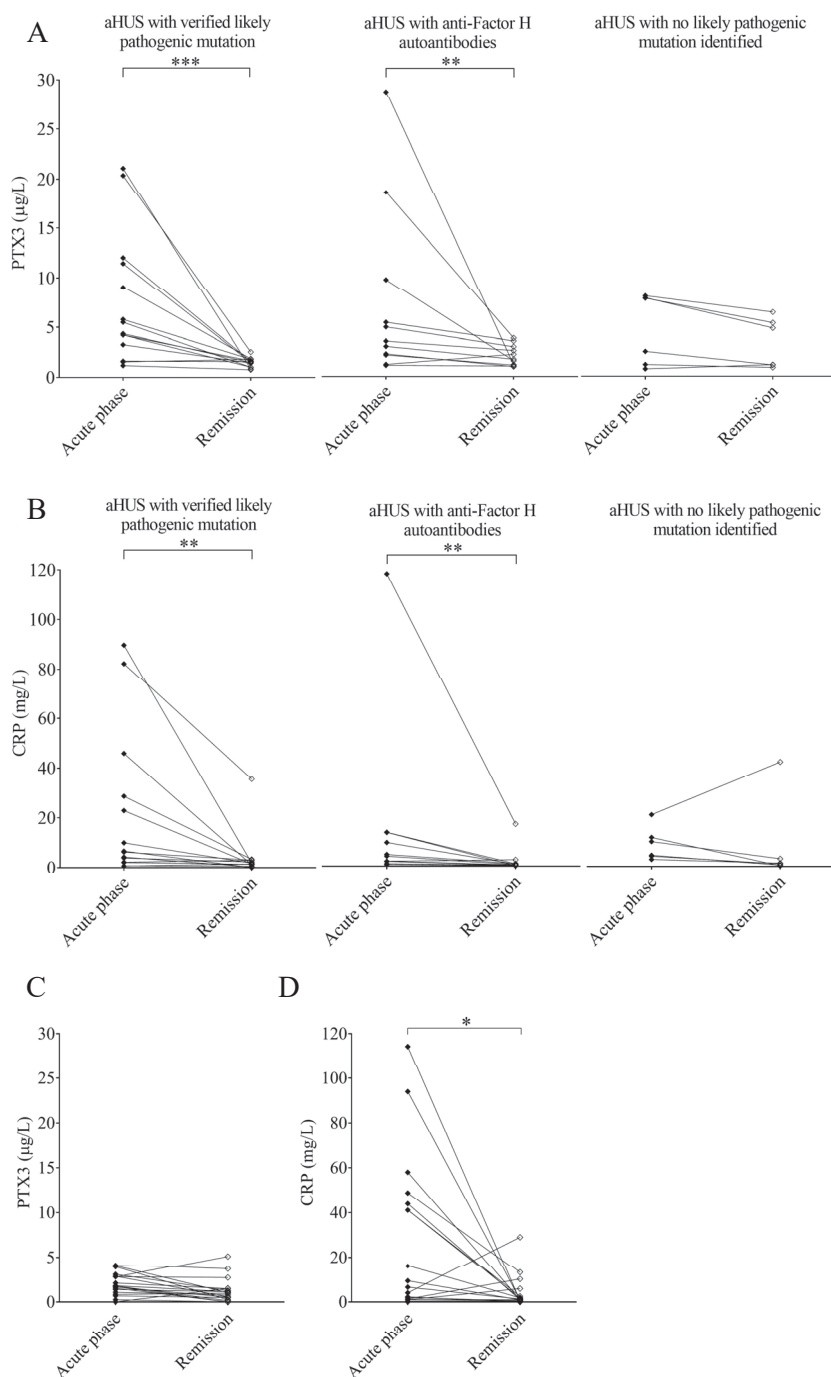 A
aHUS with verified likely
pathogenic mutation
aHUS with anti-Factor H
autoantibodies
aHUS with no likely pathogenic
mutation identified
***
**
30
25
20
15
10
5
0
PTX3 (µg/L)
Acute phase
Remission
Acute phase
Remission
Acute phase
Remission
B
aHUS with verified likely
pathogenic mutation
aHUS with anti-Factor H
autoantibodies
aHUS with no likely pathogenic
mutation identified
**
**
120
100
80
60
40
20
0
CRP (mg/L)
Acute phase
Remission
Acute phase
Remission
Acute phase
Remission
C
30
25
20
15
10
5
0
PTX3 (µg/L)
Acute phase
Remission
D
*
120
100
80
60
40
20
0
CRP (mg/L)
Acute phase
Remission